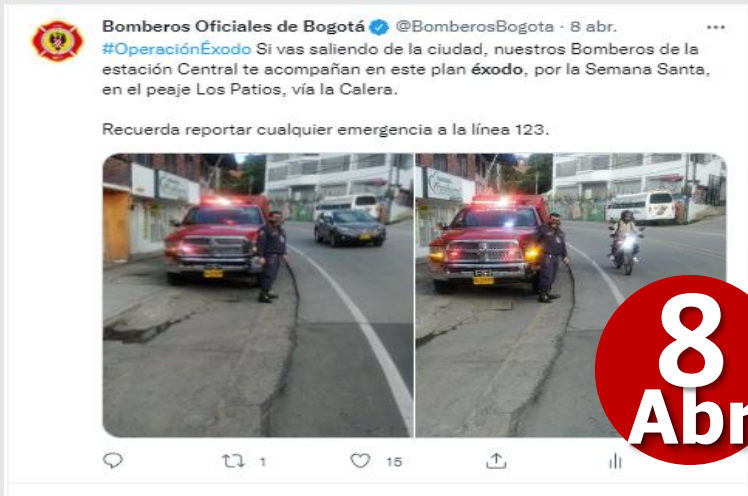 Bomberos Oficiales de Bogotá @BomberosBogota · 8 abr.
#OperaciónÉxodo Si vas saliendo de la ciudad, nuestros Bomberos de la
estación Central te acompañan en este plan éxodo, por la Semana Santa,
en el peaje Los Patios, vía la Calera.
Recuerda reportar cualquier emergencia a la línea 123.
8
Abr
1
15